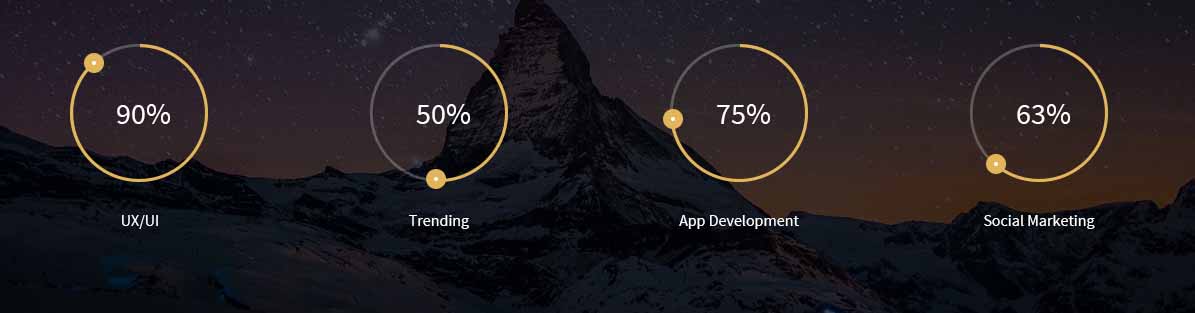 90%
50%
75%
63%
UX/UI
Trending
App Development
Social Marketing